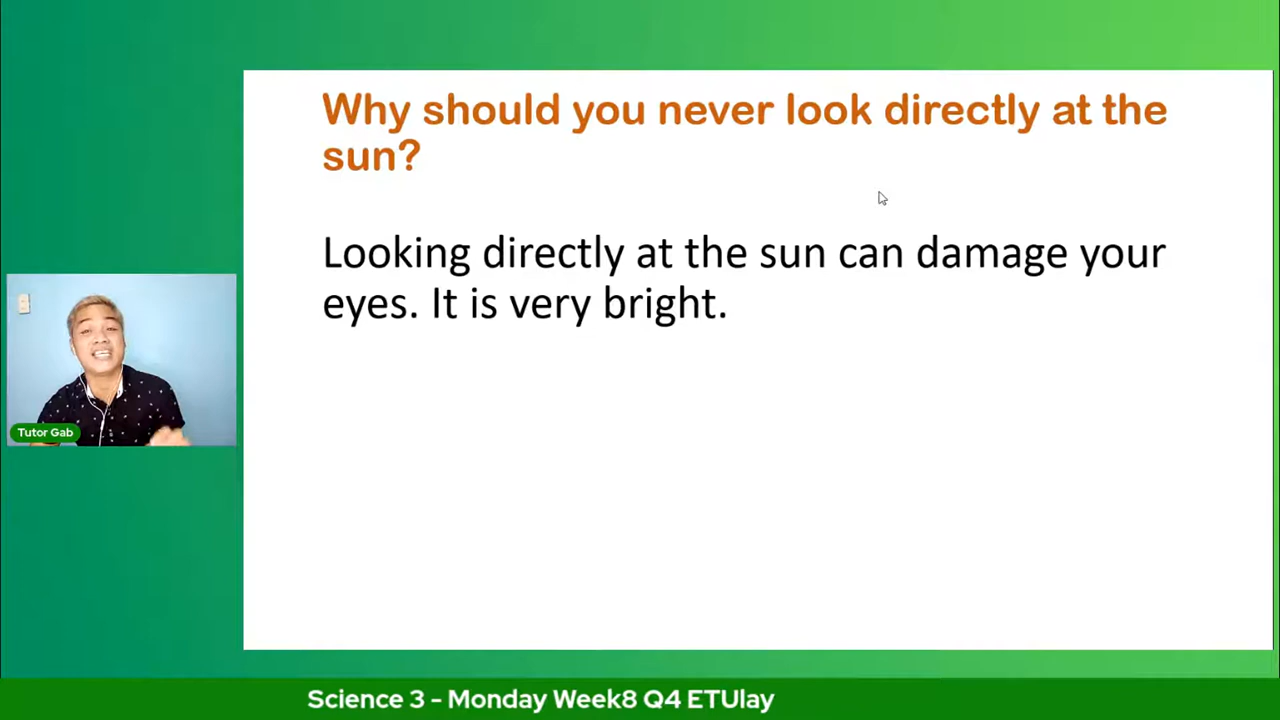 Why should you never look directly at the
sun?
Looking directly at the sun can damage your
eyes. It is very bright.
Tutor Gab
Science 3 - Monday Week8 Q4 ETUlay